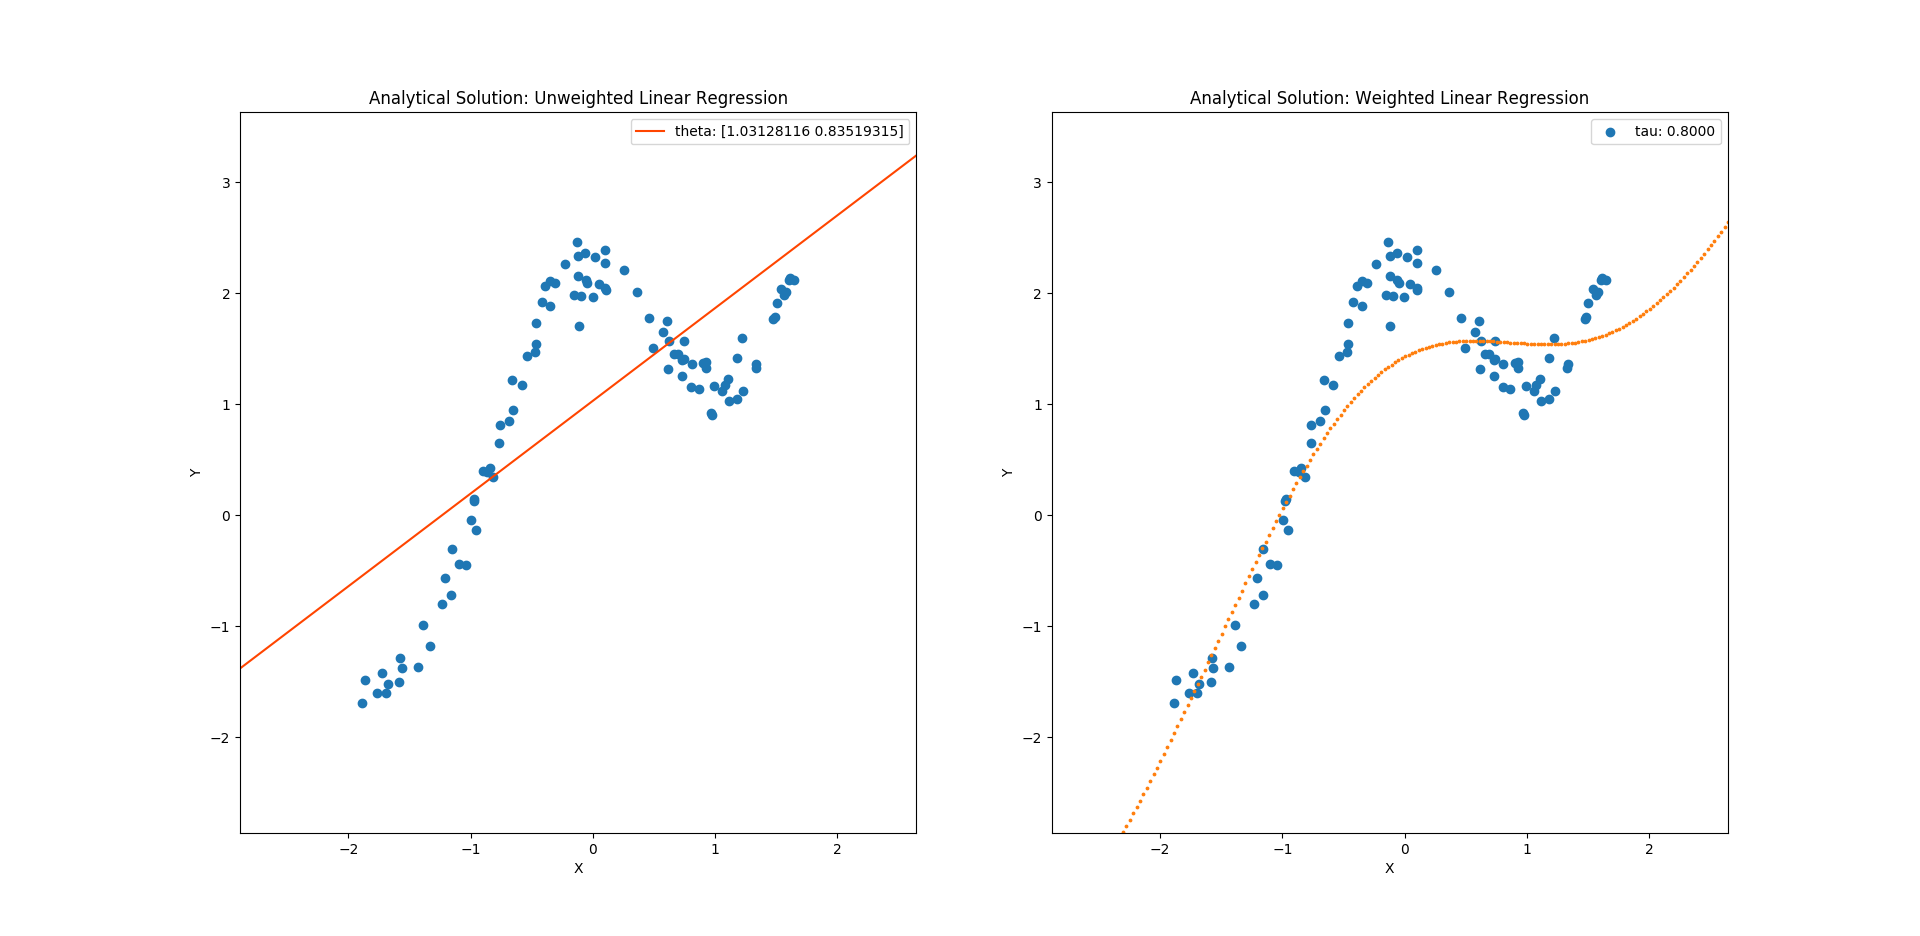 Analytical Solution: Unweighted Linear Regression
theta: [1.03128116 0.83519315]
3
2
1
0
−1
−2
Y
−2 −1 0 1 2
X
Analytical Solution: Weighted Linear Regression
tau: 0.8000
3
2
1
0
−1
−2
Y
−2 −1 0 1 2
X